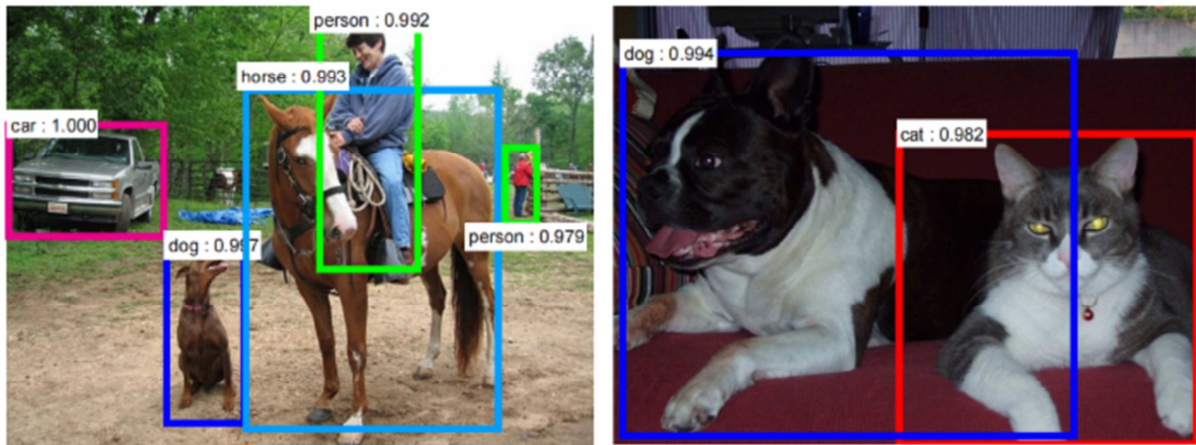 person : 0.992
horse : 0.993
car : 1.000
dog : 0.997
person : 0.979
dog : 0.994
cat : 0.982